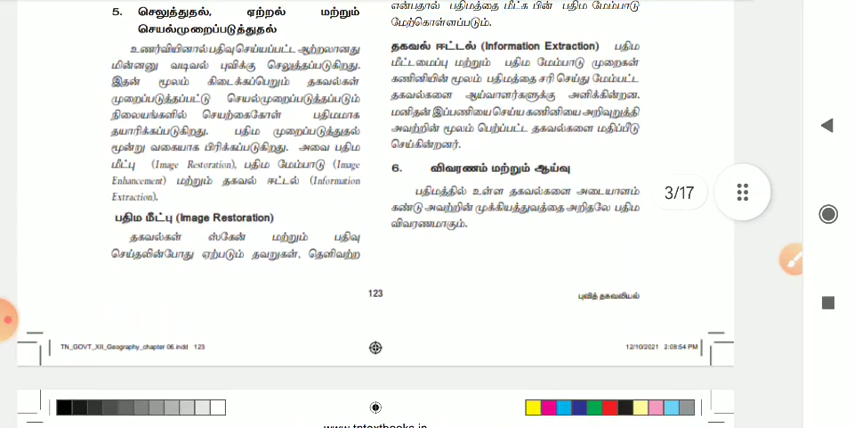 5. செலுத்துதல், ஏற்றல் மற்றும்
செயல்முறைப்படுத்துதல்
உணர்வியினால் பதிவு செய்யப்பட்ட ஆற்றலானது
மின்னனு வடிவல் புவிக்கு செலுத்தப்படுகிறது.
இதன் மூலம் கிடைக்கப்பெறும் தகவல்கள்
முறைப்படுத்தப்பட்டு செயல்முறைப்படுத்தப்படும்
நிலையங்களில் செயற்கைகோள் பதிமமாக
தயாரிக்கப்படுகிறது. பதிம முறைப்படுத்துதல்
மூன்று வகையாக பிரிக்கப்படுகிறது. அவை பதிம
மீட்பு (Image Restoration), பதிம மேம்பாடு (Image
Enhancement) மற்றும் தகவல் ஈட்டல் (Information
Extraction).
பதிம மீட்பு (Image Restoration)
தகவல்கள் ஸ்கேன் மற்றும் பதிவு
செய்தலின்போது ஏற்படும் தவறுகள், தெளிவற்ற
என்பதால் பதிமத்தை மீட்க பின் பதிம மேம்பாடு
மேற்கொள்ளப்படும்.
தகவல் ஈட்டல் (Information Extraction) பதிம
மீட்டமைப்பு மற்றும் பதிம மேம்பாடு முறைகள்
கணினியின் மூலம் பதிமத்தை சரி செய்து மேம்பட்ட
தகவல்களை ஆய்வாளர்களுக்கு அளிக்கின்றன.
மனிதன் இப்பணியை செய்ய கணினியை அறிவுறுத்தி
அவற்றின் மூலம் பெற்ப்பட்ட தகவல்களை மதிப்பீடு
செய்கின்றனர்.
6. விவரணம் மற்றும் ஆய்வு
பதிமத்தில் உள்ள தகவல்களை அடையாளம்
கண்டு அவற்றின் முக்கியத்துவத்தை அறிதலே பதிம
விவரணமாகும்.
3/17
123
புவித் தகவலியல்
TN_GOVT_XII_Geography_chapter 06.indd 123
12/10/2021 2:08:54 PM
www.tntextbooks.in